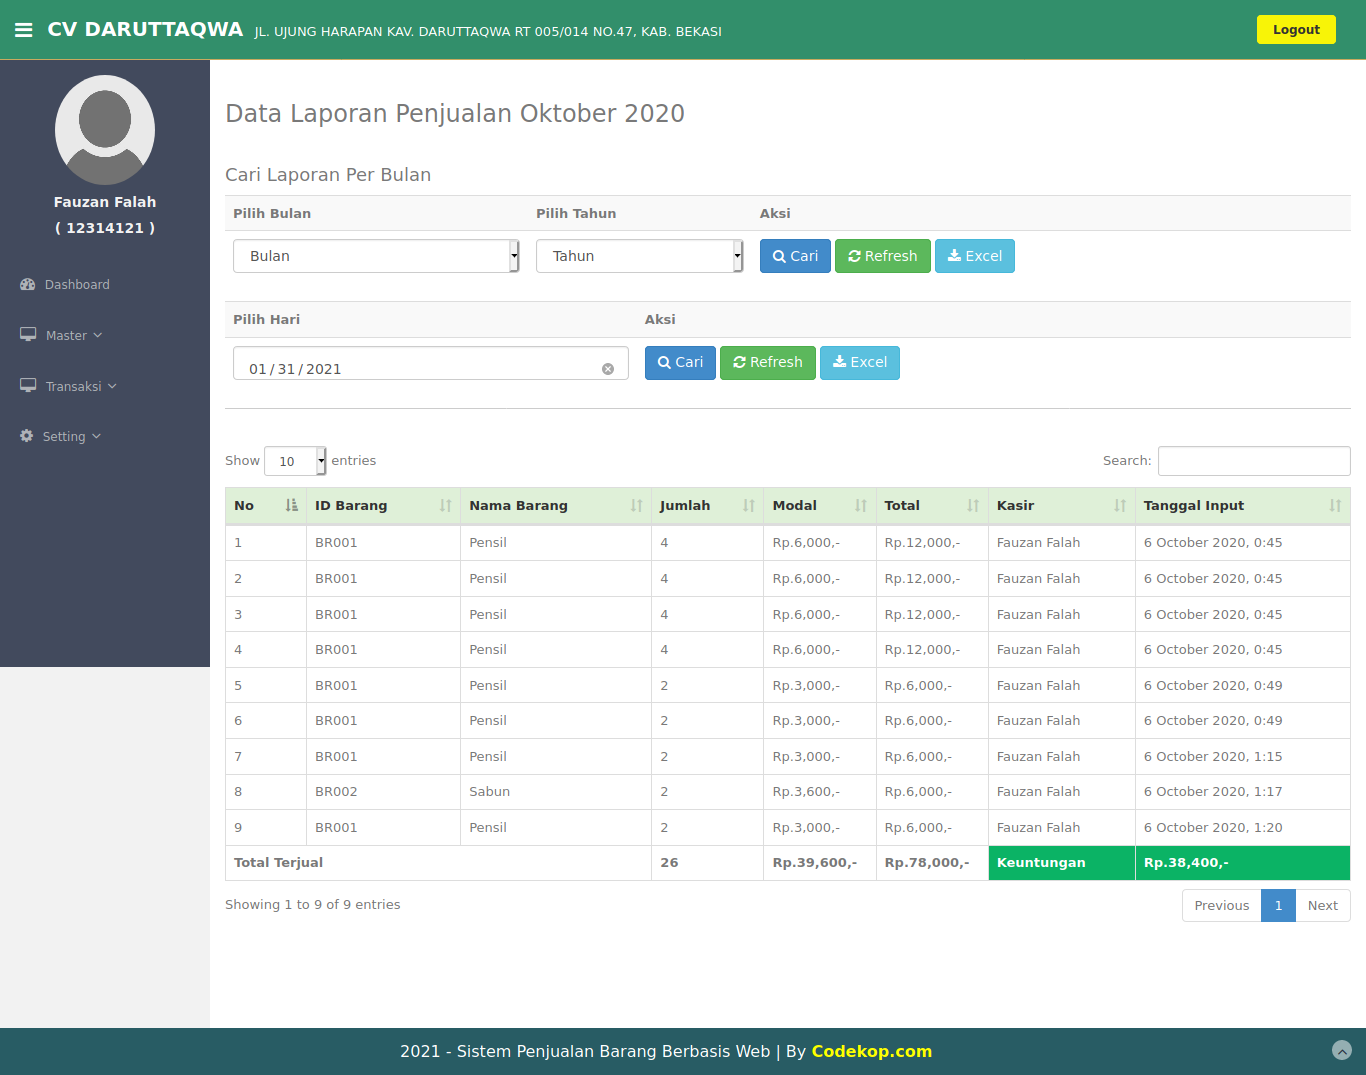 CV DARUTTAQWA JL. UJUNG HARAPAN KAV. DARUTTAQWA RT 005/014 NO.47, KAB. BEKASI Logout
Fauzan Falah
( 12314121 )
Dashboard
Master
Transaksi
Setting
Data Laporan Penjualan Oktober 2020
Cari Laporan Per Bulan
Pilih Bulan Pilih Tahun Aksi
Bulan Tahun Cari Refresh Excel
Pilih Hari Aksi
01 / 31 / 2021 Cari Refresh Excel
Show 10 entries Search:
No ID Barang Nama Barang Jumlah Modal Total Kasir Tanggal Input
1 BR001 Pensil 4 Rp.6,000,- Rp.12,000,- Fauzan Falah 6 October 2020, 0:45
2 BR001 Pensil 4 Rp.6,000,- Rp.12,000,- Fauzan Falah 6 October 2020, 0:45
3 BR001 Pensil 4 Rp.6,000,- Rp.12,000,- Fauzan Falah 6 October 2020, 0:45
4 BR001 Pensil 4 Rp.6,000,- Rp.12,000,- Fauzan Falah 6 October 2020, 0:45
5 BR001 Pensil 2 Rp.3,000,- Rp.6,000,- Fauzan Falah 6 October 2020, 0:49
6 BR001 Pensil 2 Rp.3,000,- Rp.6,000,- Fauzan Falah 6 October 2020, 0:49
7 BR001 Pensil 2 Rp.3,000,- Rp.6,000,- Fauzan Falah 6 October 2020, 1:15
8 BR002 Sabun 2 Rp.3,600,- Rp.6,000,- Fauzan Falah 6 October 2020, 1:17
9 BR001 Pensil 2 Rp.3,000,- Rp.6,000,- Fauzan Falah 6 October 2020, 1:20
Total Terjual 26 Rp.39,600,- Rp.78,000,- Keuntungan Rp.38,400,-
Showing 1 to 9 of 9 entries Previous 1 Next
2021 - Sistem Penjualan Barang Berbasis Web | By Codekop.com